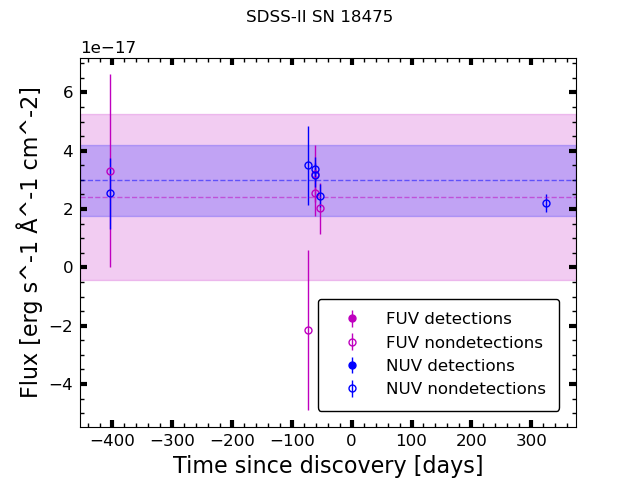 SDSS-II SN 18475
1e−17
6
4
2
0
−2
−4
Flux [erg s^-1 Å^-1 cm^-2]
FUV detections
FUV nondetections
NUV detections
NUV nondetections
−400 −300 −200 −100 0 100 200 300
Time since discovery [days]